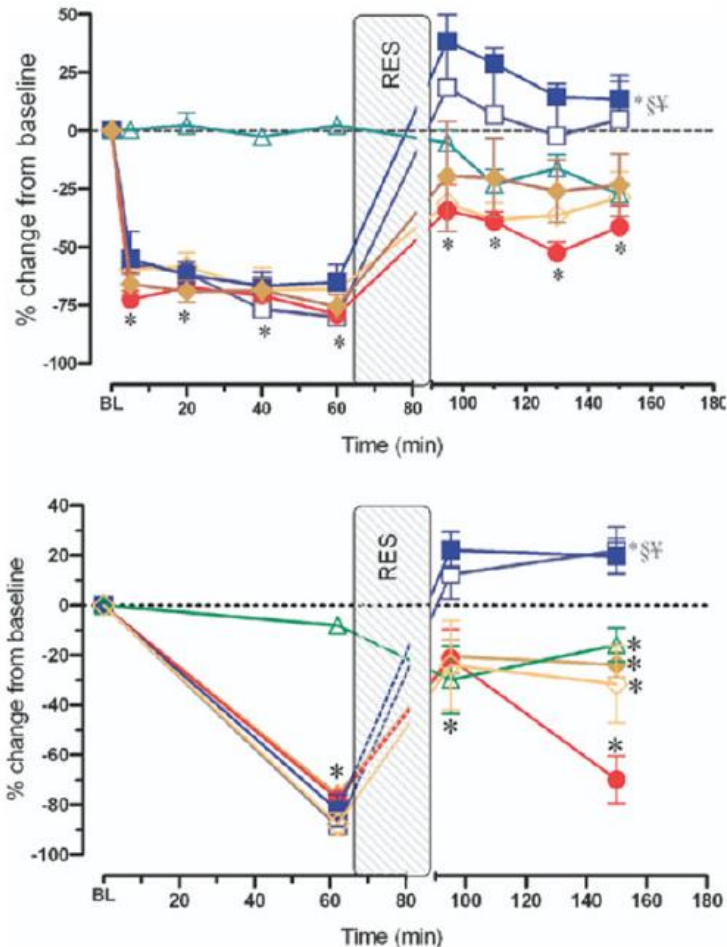 50
25
0
-25
-50
-75
-100
% change from baseline
RES
* §¥
* * * * * * * *
BL 20 40 60 80 100 120 140 160 180
Time (min)
40
20
0
-20
-40
-60
-80
-100
% change from baseline
RES
*§¥
*
*
*
* * *
BL 20 40 60 80 100 120 140 160 180
Time (min)